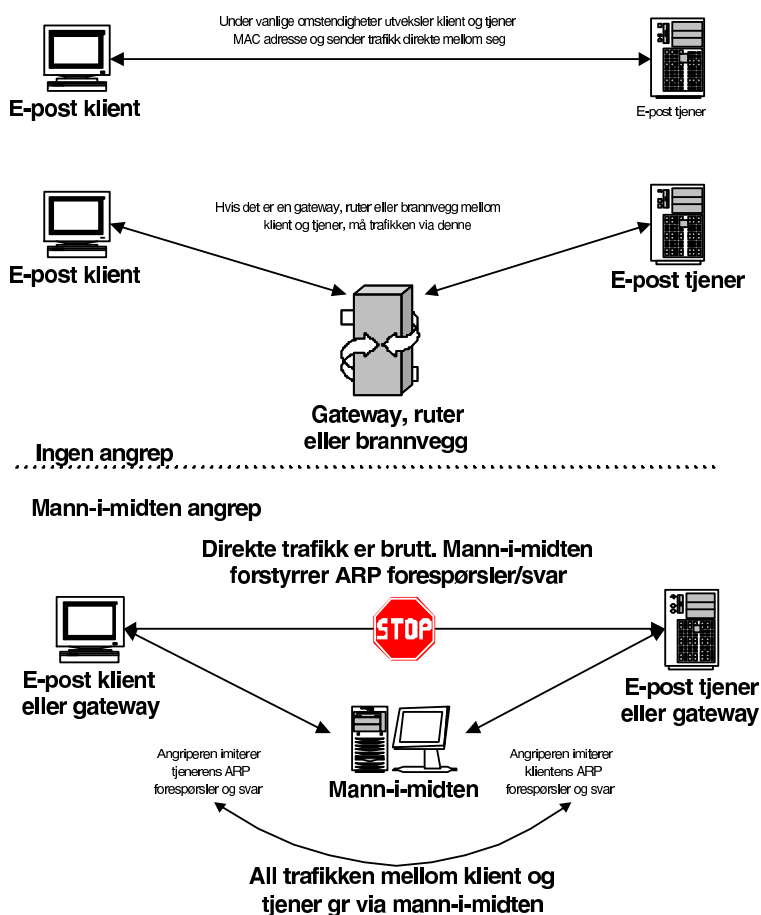 Under vanlige omstendigheter utveksler klient og tjener
MAC adresse og sender trafikk direkte mellom seg
E-post klient
E-post tjener
Hvis det er en gateway, ruter eller brannvegg mellom
klient og tjener, må trafikken via denne
E-post klient
E-post tjener
Gateway, ruter
eller brannvegg
Ingen angrep
Mann-i-midten angrep
Direkte trafikk er brutt. Mann-i-midten
forstyrrer ARP forespørsler/svar
STOP
E-post klient
eller gateway
E-post tjener
eller gateway
Angriperen imiterer
tjenerens ARP
forespørsler og svar
Mann-i-midten
Angriperen imiterer
klientens ARP
forespørsler og svar
All trafikken mellom klient og
tjener gr via mann-i-midten